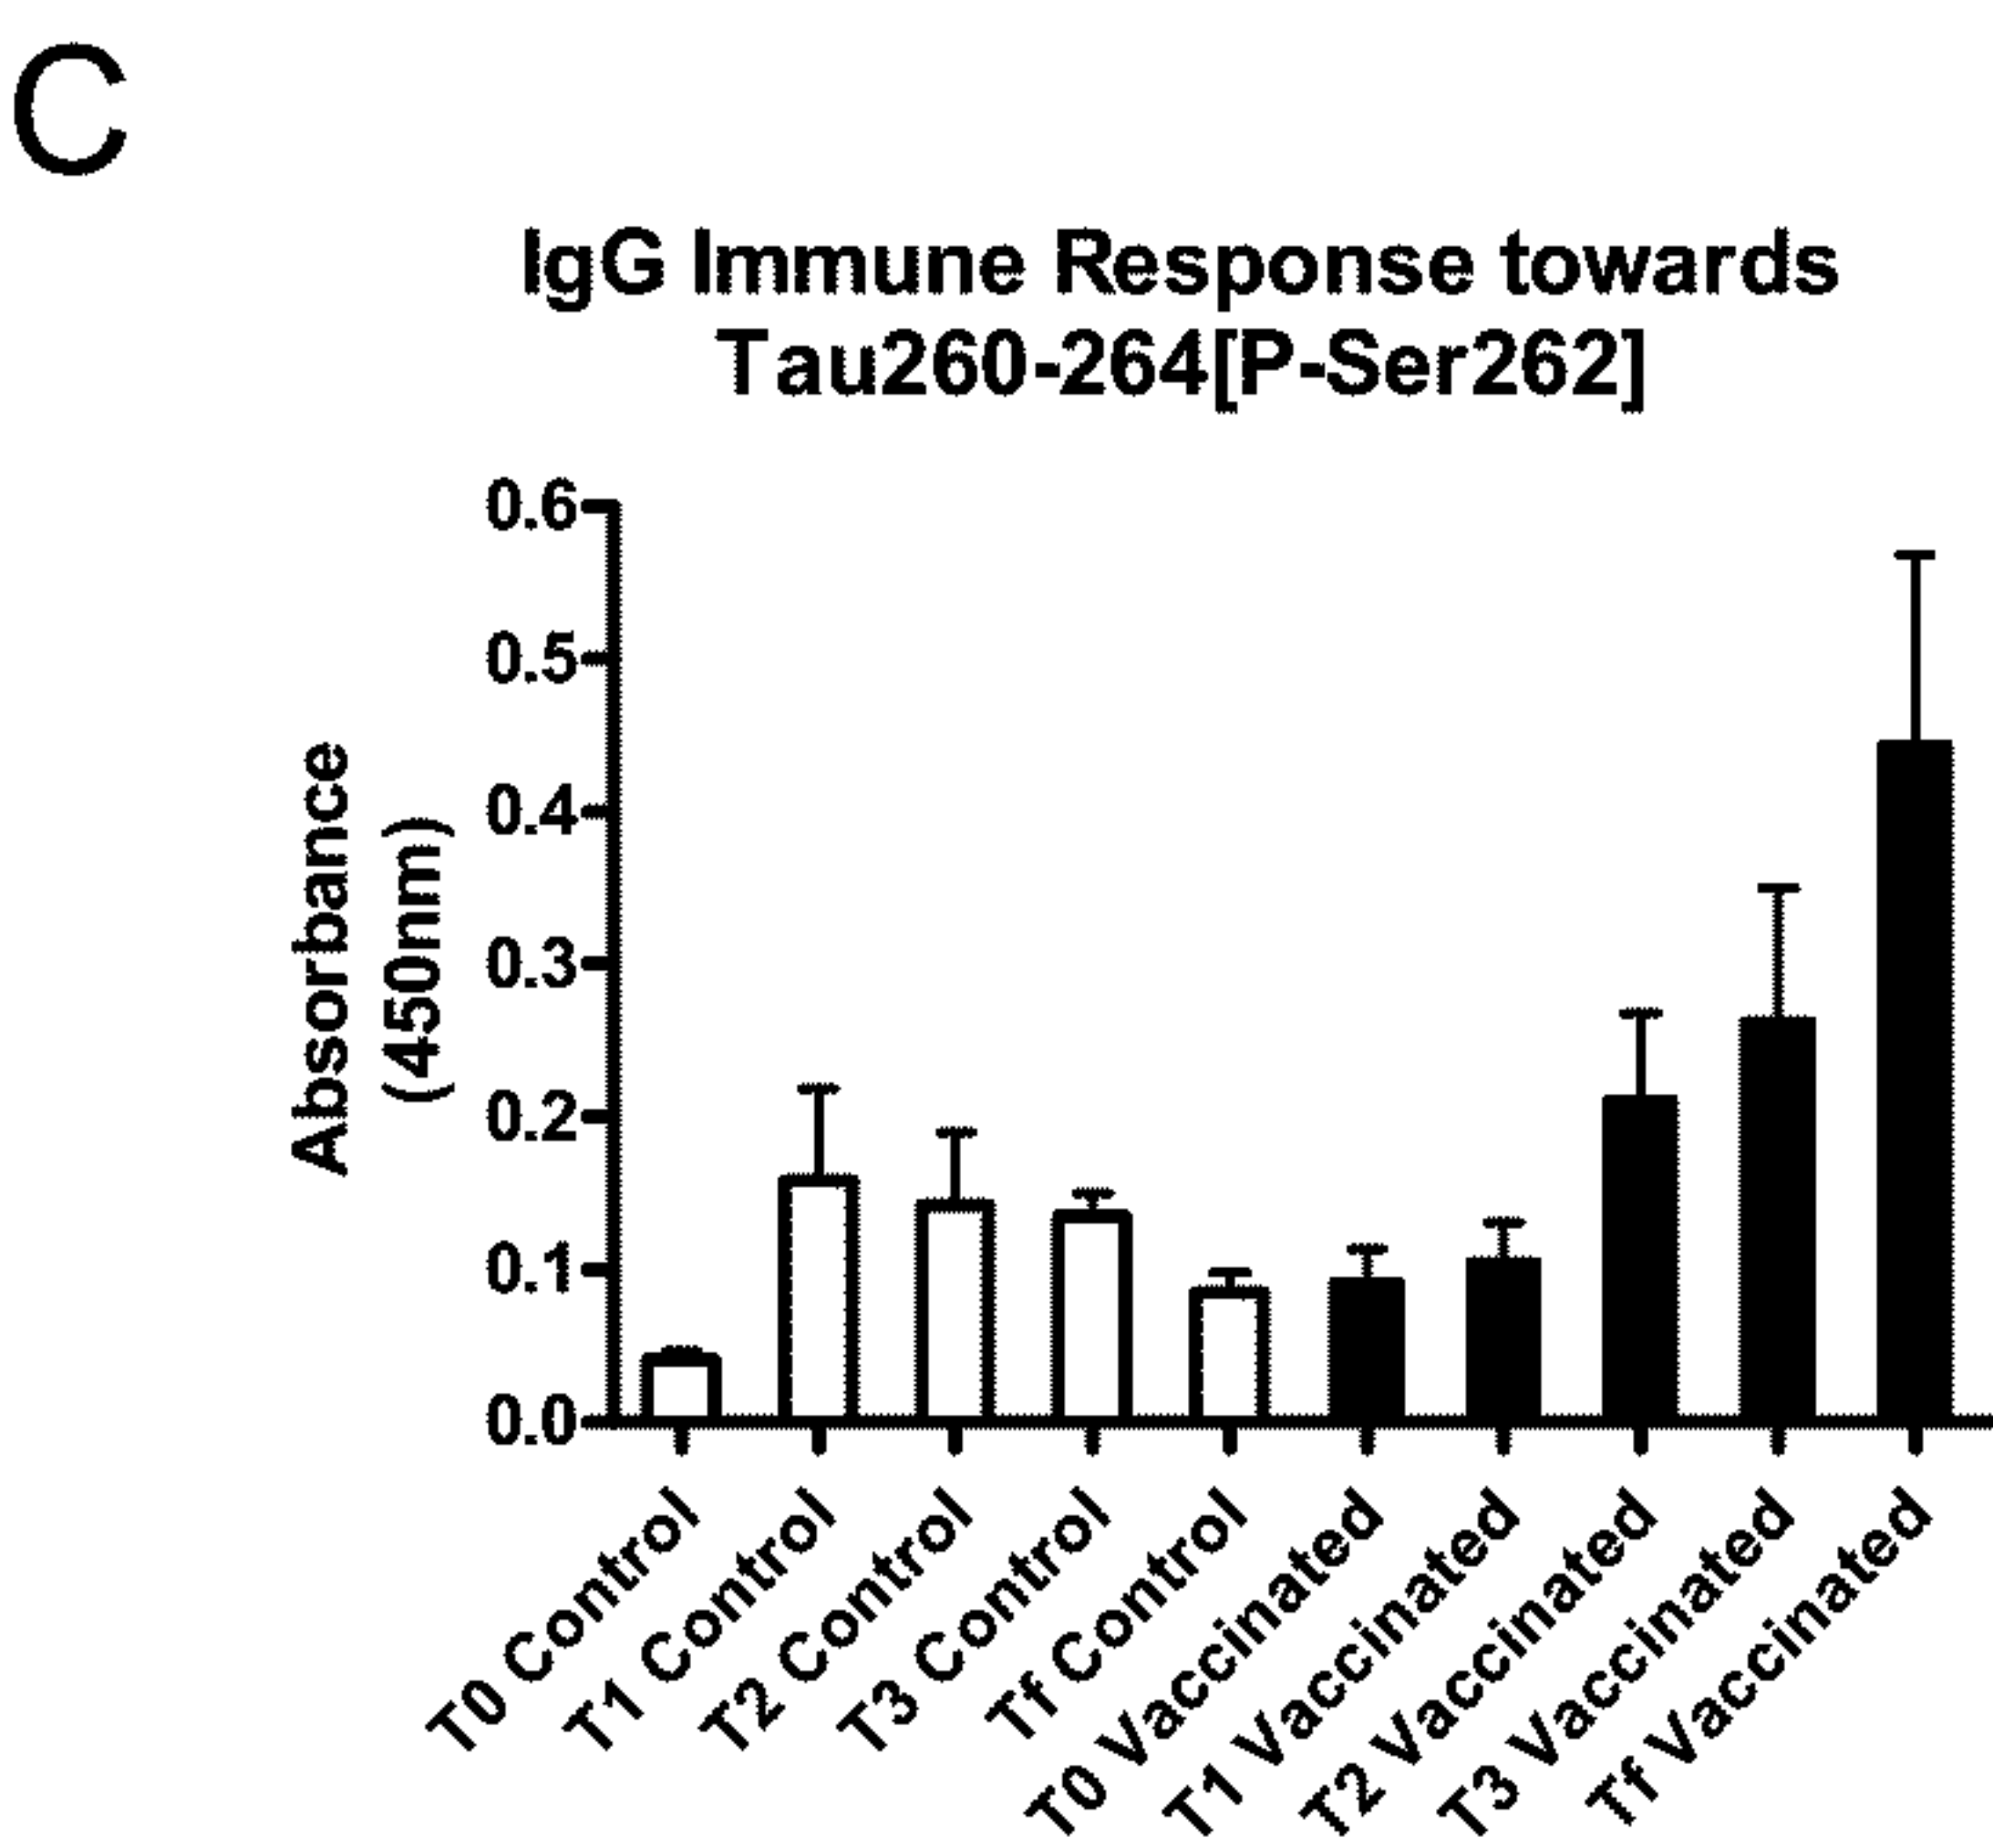 C
IgG Immune Response towards
Tau260-264[P-Ser262]
Absorbance
(450nm)
0.6
0.5
0.4
0.3
0.2
0.1
0.0
T0 Control
T1 Control
T2 Control
T3 Control
Tf Control
T0 Vaccinated
T1 Vaccinated
T2 Vaccinated
T3 Vaccinated
Tf Vaccinated